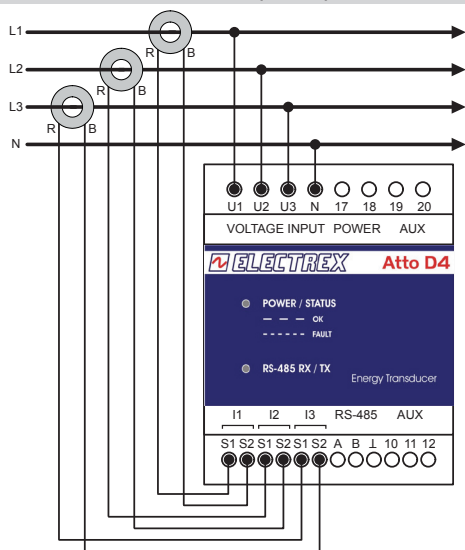 L1
R B
L2
R B
L3
R B
N
U1 U2 U3 N 17 18 19 20
VOLTAGE INPUT POWER AUX
ELECTREX Atto D4
POWER / STATUS
OK
FAULT
RS-485 RX / TX
Energy Transducer
I1 I2 I3 RS-485 AUX
S1 S2 S1 S2 S1 S2 A B ⊥ 10 11 12